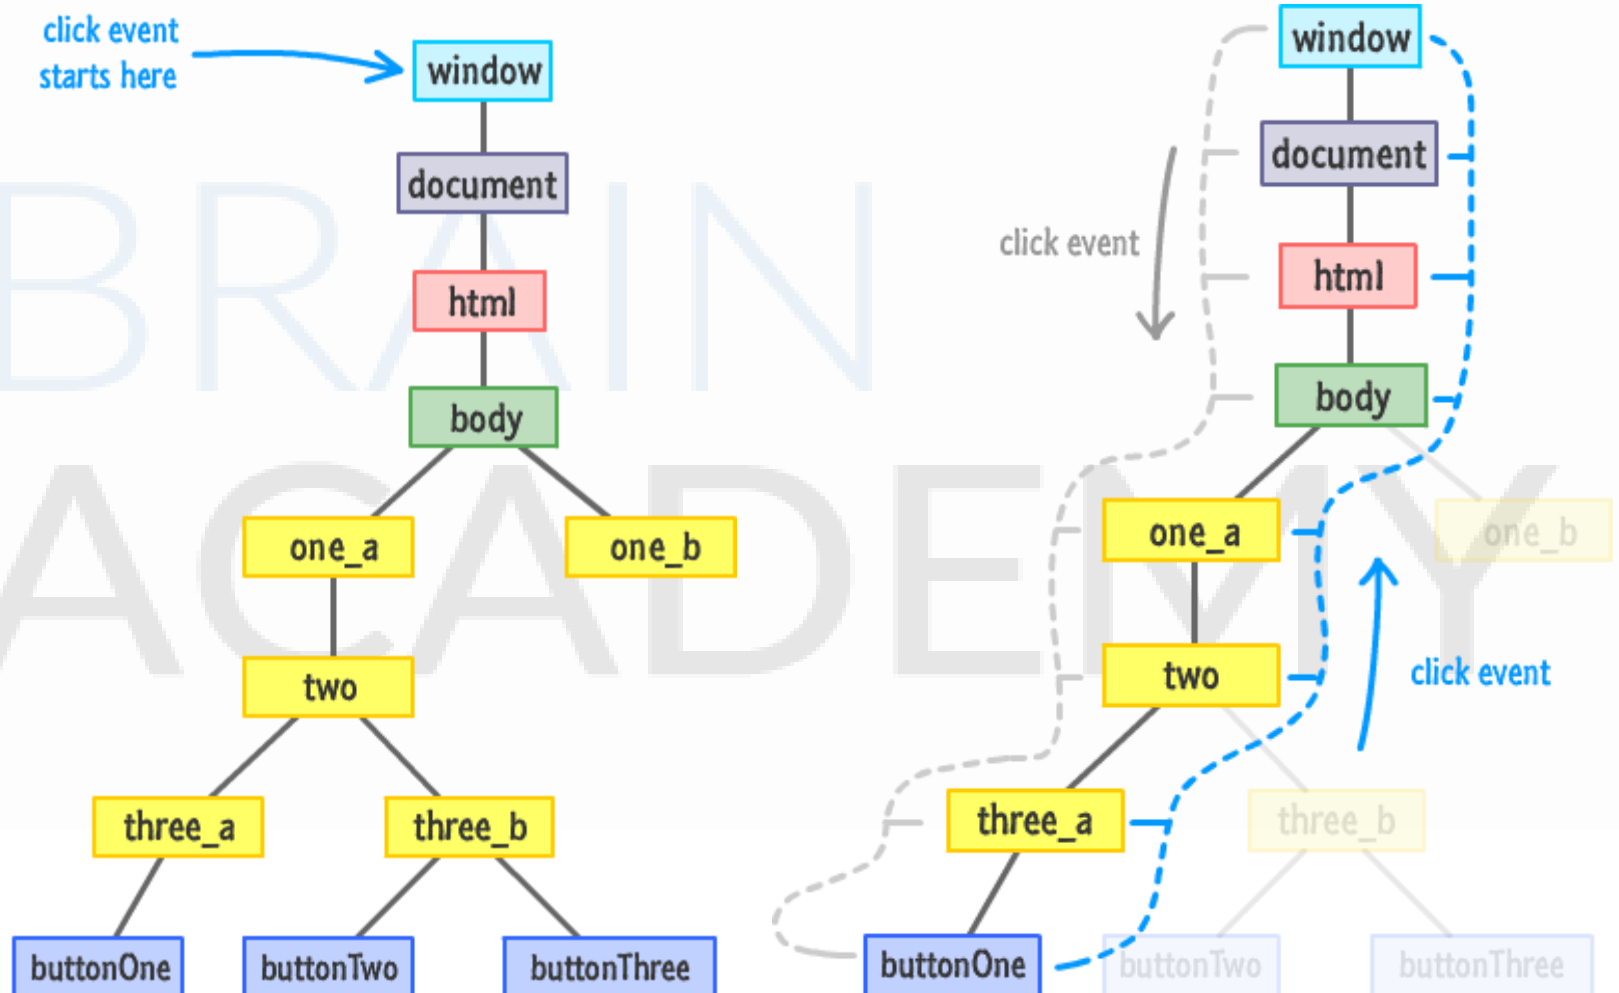 click event
starts here
window
document
html
body
one_a
one_b
two
three_a
three_b
buttonOne
buttonTwo
buttonThree
window
document
click event
html
body
one_a
one_b
two
click event
three_a
three_b
buttonOne
buttonTwo
buttonThree
BRAIN
ACADEMY